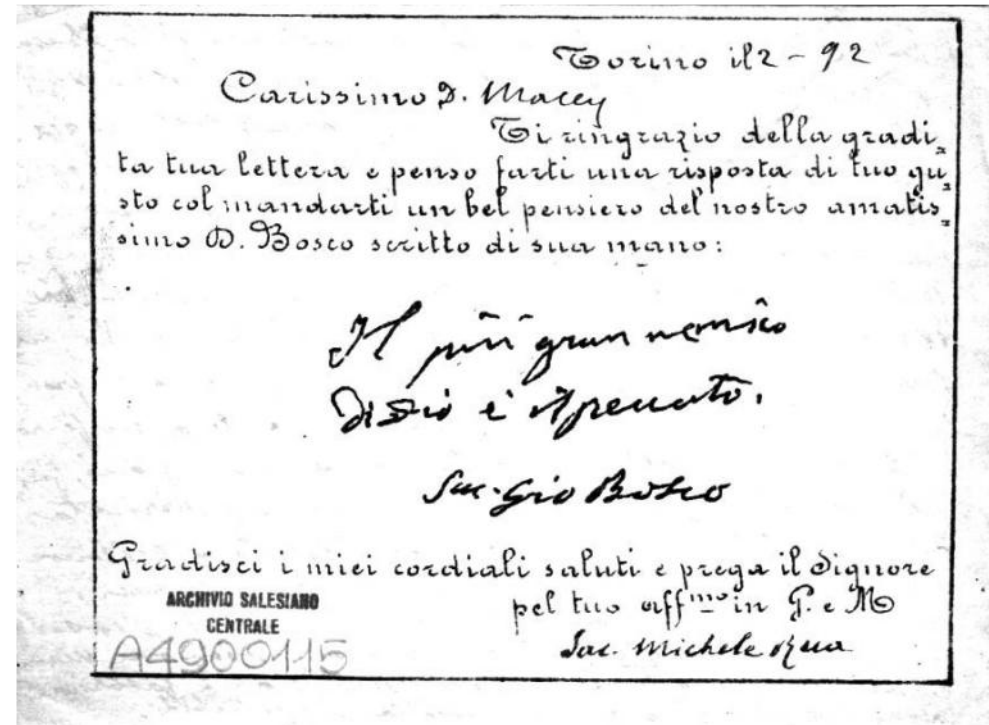 Torino il 2 - 92
Carissimo D. Macey
Ti ringrazio della gradi=
ta tua lettera e penso farti una risposta di tuo gu=
sto col mandarti un bel pensiero del nostro amatis=
simo D. Bosco scritto di sua mano:
Il più gran nemico
di Dio è il peccato.
Sac. Gio Bosco
Gradisci i miei cordiali saluti e prega il Signore
pel tuo aff.mo in G. e M
Sac. Michele Rua
ARCHIVIO SALESIANO
CENTRALE
A4900115